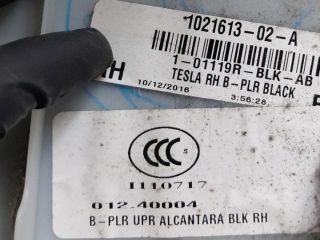 1021613-02-A
1-01119R-BLK-AB
RH
TESLA RH B-PLR BLACK
10/12/2016 3:56:28
CCC S
I110717
012.40004
B-PLR UPR ALCANTARA BLK RH